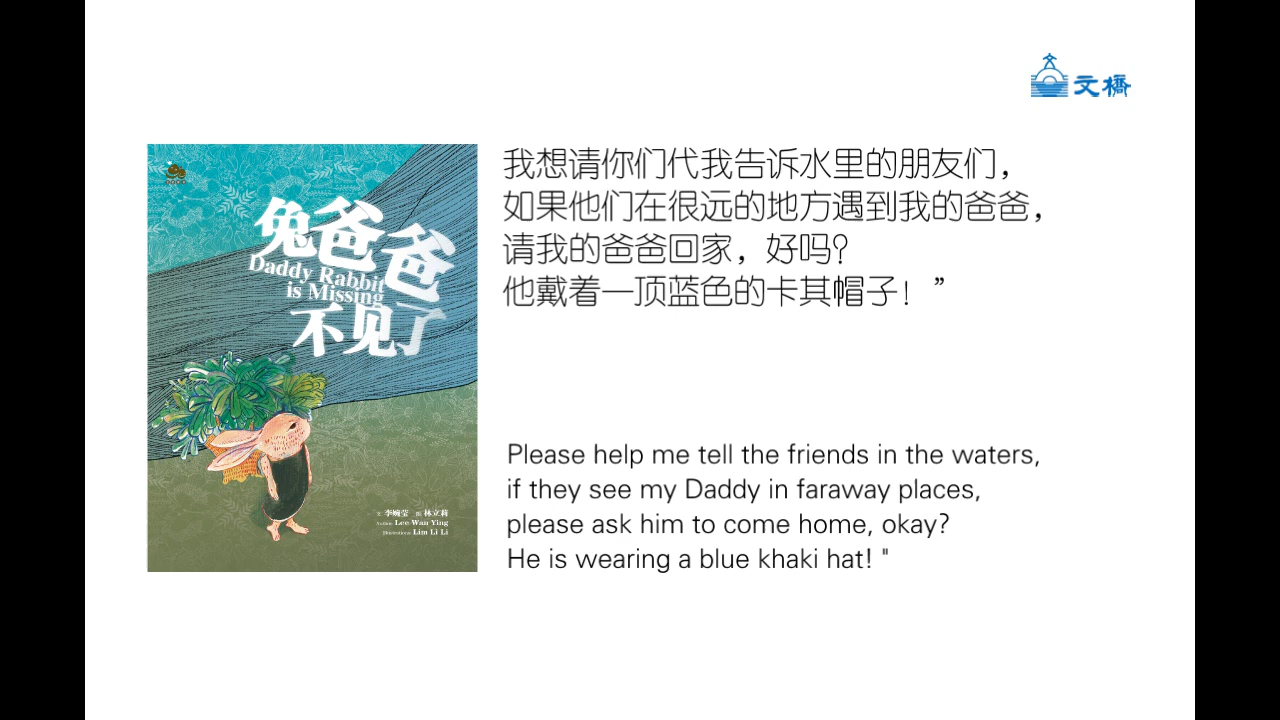 文
文橋
兔爸爸
Daddy Rabbit
is Missing
不见了
文 李婉莹 图 林立莉
Author Lee Wan Ying
Illustrations Lim Li Li
我想请你们代我告诉水里的朋友们，
如果他们在很远的地方遇到我的爸爸，
请我的爸爸回家，好吗？
他戴着一顶蓝色的卡其帽子！”
Please help me tell the friends in the waters,
if they see my Daddy in faraway places,
please ask him to come home, okay?
He is wearing a blue khaki hat! "